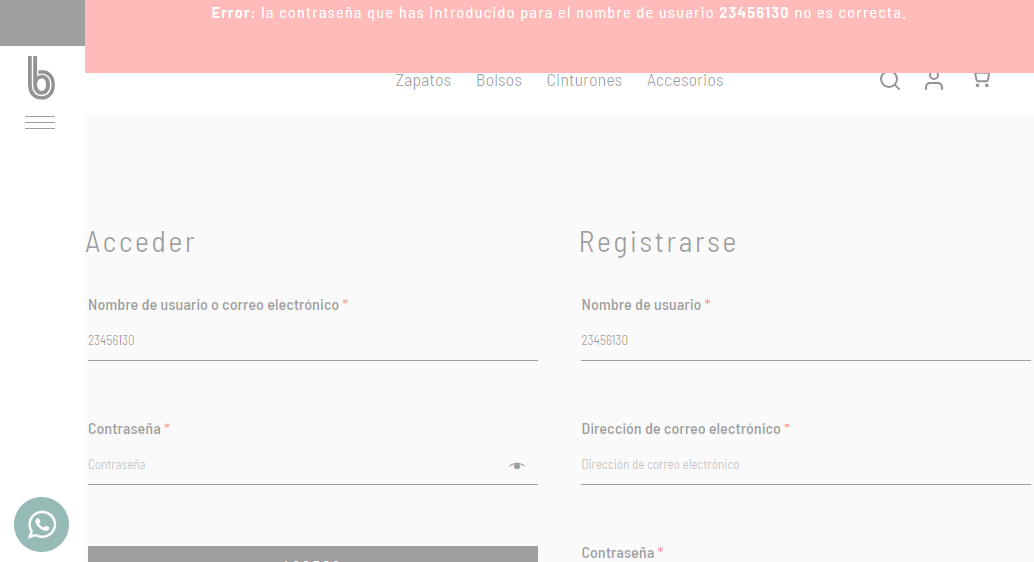 Error: la contraseña que has introducido para el nombre de usuario 23456130 no es correcta.
b
Zapatos Bolsos Cinturones Accesorios
Acceder
Nombre de usuario o correo electrónico *
23456130
Contraseña *
Contraseña
Registrarse
Nombre de usuario *
23456130
Dirección de correo electrónico *
Dirección de correo electrónico
Contraseña *